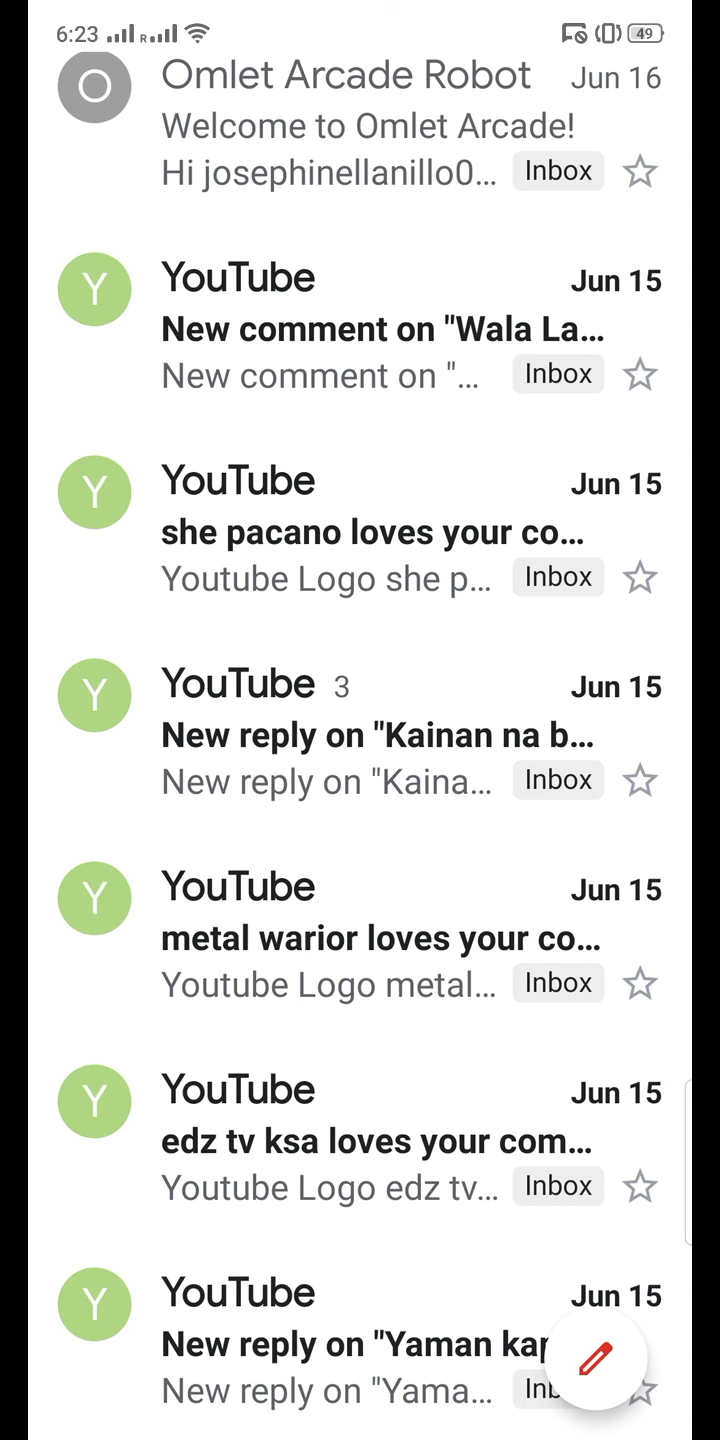 6:23 R 49
O Omlet Arcade Robot Jun 16
Welcome to Omlet Arcade!
Hi josephinellanillo0... Inbox
Y YouTube Jun 15
New comment on "Wala La...
New comment on "... Inbox
Y YouTube Jun 15
she pacano loves your co...
Youtube Logo she p... Inbox
Y YouTube 3 Jun 15
New reply on "Kainan na b...
New reply on "Kaina... Inbox
Y YouTube Jun 15
metal warior loves your co...
Youtube Logo metal... Inbox
Y YouTube Jun 15
edz tv ksa loves your com...
Youtube Logo edz tv... Inbox
Y YouTube Jun 15
New reply on "Yaman
New reply on "Yama...